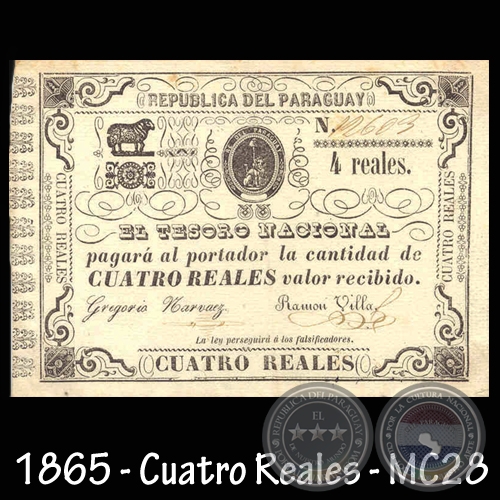 REPUBLICA DEL PARAGUAY
N. 12603
4 reales.
EL TESORO NACIONAL
pagará al portador la cantidad de
CUATRO REALES valor recibido.
Gregorio Narvaez Ramon Villa
La ley perseguirá á los falsificadores.
CUATRO REALES
CUATRO REALES
CUATRO REALES
1865 - Cuatro Reales - MC28